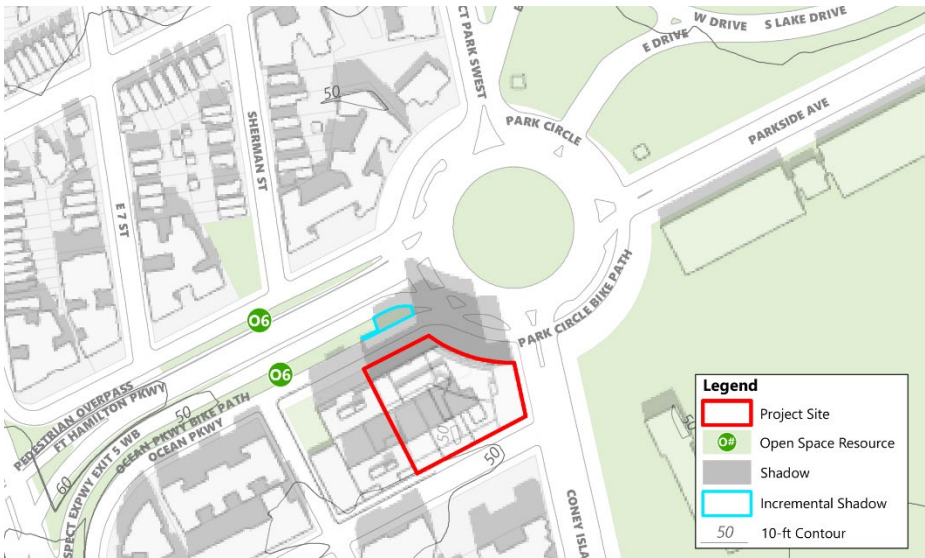 W DRIVE
S LAKE DRIVE
E DRIVE
CT PARK SWEST
PARK CIRCLE
PARKSIDE AVE
50
SHERMAN ST
E 7 ST
PARK CIRCLE BIKE PATH
O6
O6
PEDESTRIAN OVERPASS
FT HAMILTON PKWY
50
OCEAN PKWY BIKE PATH
OCEAN PKWY
SPECT EXPWY EXIT 5 WB
60
50
50
CONEY ISLA
50
Legend
Project Site
O# Open Space Resource
Shadow
Incremental Shadow
50 10-ft Contour